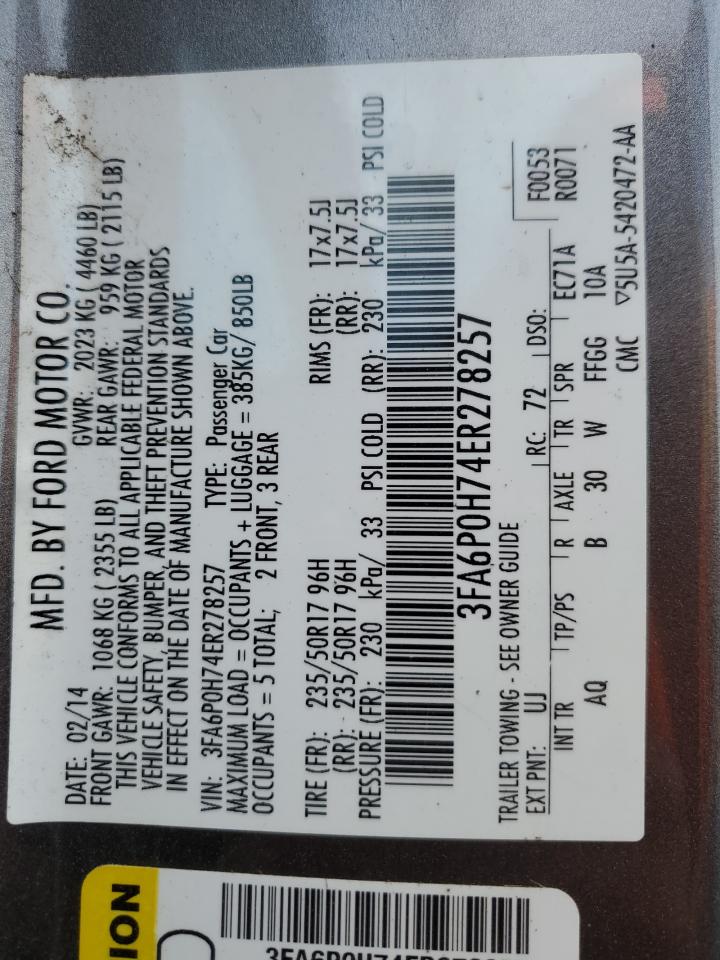 MFD. BY FORD MOTOR CO.
DATE: 02/14 GVWR: 2023 KG ( 4460 LB)
FRONT GAWR: 1068 KG ( 2355 LB) REAR GAWR: 959 KG ( 2115 LB)
THIS VEHICLE CONFORMS TO ALL APPLICABLE FEDERAL MOTOR
VEHICLE SAFETY, BUMPER, AND THEFT PREVENTION STANDARDS
IN EFFECT ON THE DATE OF MANUFACTURE SHOWN ABOVE.
VIN: 3FA6P0H74ER278257 TYPE: Passenger Car
MAXIMUM LOAD = OCCUPANTS + LUGGAGE = 385KG/ 850LB
OCCUPANTS = 5 TOTAL; 2 FRONT, 3 REAR
TIRE (FR): 235/50R17 96H RIMS (FR): 17x7.5J
(RR): 235/50R17 96H (RR): 17x7.5J
PRESSURE (FR): 230 kPa/ 33 PSI COLD (RR): 230 kPa/ 33 PSI COLD
3FA6P0H74ER278257
TRAILER TOWING - SEE OWNER GUIDE
F0053
R0071
EXT PNT: UJ RC: 72 DSO:
INT TR TP/PS R AXLE TR SPR EC71A
AQ B 30 W FFGG 10A
CMC ▽5U5A-5420472-AA
ION